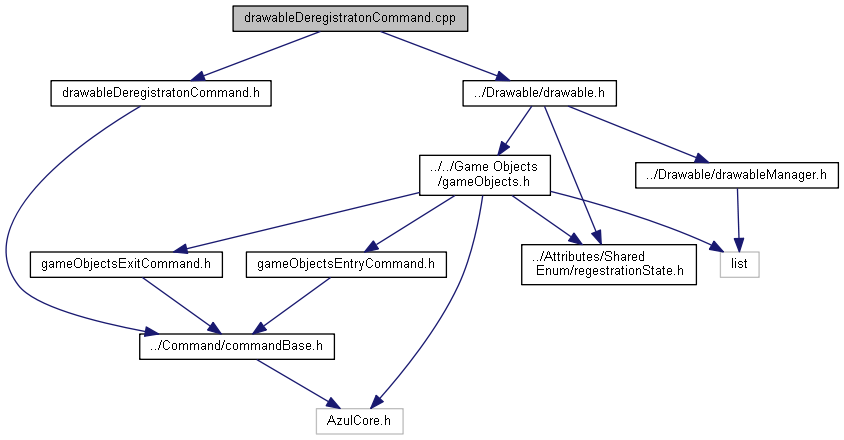 drawableDeregistratonCommand.cpp
drawableDeregistratonCommand.h
../Drawable/drawable.h
../../Game Objects
/gameObjects.h
../Drawable/drawableManager.h
gameObjectsExitCommand.h
gameObjectsEntryCommand.h
../Attributes/Shared
Enum/regestrationState.h
list
../Command/commandBase.h
AzulCore.h